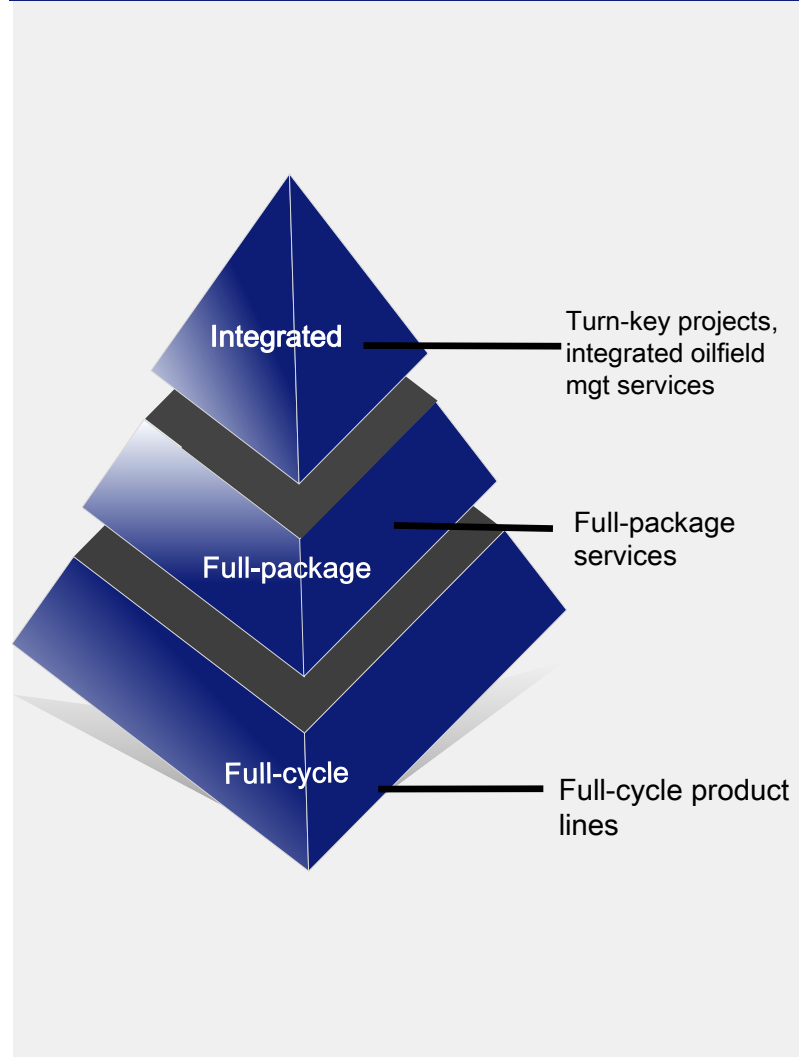 Integrated
Turn-key projects,
integrated oilfield
mgt services
Full-package
Full-package
services
Full-cycle
Full-cycle product
lines